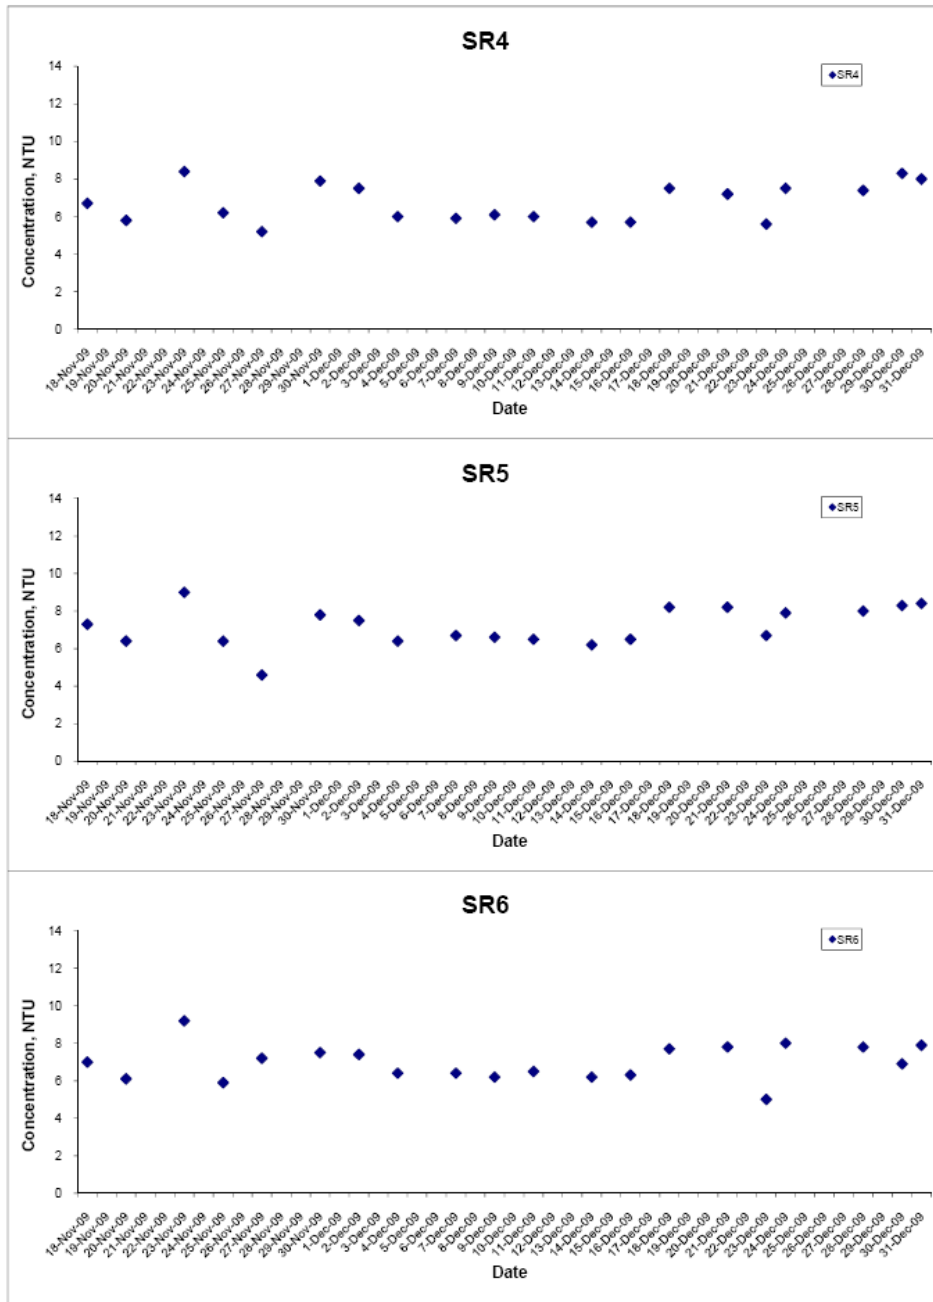 SR4
SR4
Concentration, NTU
14
12
10
8
6
4
2
0
18-Nov-09 19-Nov-09 20-Nov-09 21-Nov-09 22-Nov-09 23-Nov-09 24-Nov-09 25-Nov-09 26-Nov-09 27-Nov-09 28-Nov-09 29-Nov-09 30-Nov-09 1-Dec-09 2-Dec-09 3-Dec-09 4-Dec-09 5-Dec-09 6-Dec-09 7-Dec-09 8-Dec-09 9-Dec-09 10-Dec-09 11-Dec-09 12-Dec-09 13-Dec-09 14-Dec-09 15-Dec-09 16-Dec-09 17-Dec-09 18-Dec-09 19-Dec-09 20-Dec-09 21-Dec-09 22-Dec-09 23-Dec-09 24-Dec-09 25-Dec-09 26-Dec-09 27-Dec-09 28-Dec-09 29-Dec-09 30-Dec-09 31-Dec-09
Date
SR5
SR5
Concentration, NTU
14
12
10
8
6
4
2
0
18-Nov-09 19-Nov-09 20-Nov-09 21-Nov-09 22-Nov-09 23-Nov-09 24-Nov-09 25-Nov-09 26-Nov-09 27-Nov-09 28-Nov-09 29-Nov-09 30-Nov-09 1-Dec-09 2-Dec-09 3-Dec-09 4-Dec-09 5-Dec-09 6-Dec-09 7-Dec-09 8-Dec-09 9-Dec-09 10-Dec-09 11-Dec-09 12-Dec-09 13-Dec-09 14-Dec-09 15-Dec-09 16-Dec-09 17-Dec-09 18-Dec-09 19-Dec-09 20-Dec-09 21-Dec-09 22-Dec-09 23-Dec-09 24-Dec-09 25-Dec-09 26-Dec-09 27-Dec-09 28-Dec-09 29-Dec-09 30-Dec-09 31-Dec-09
Date
SR6
SR6
Concentration, NTU
14
12
10
8
6
4
2
0
18-Nov-09 19-Nov-09 20-Nov-09 21-Nov-09 22-Nov-09 23-Nov-09 24-Nov-09 25-Nov-09 26-Nov-09 27-Nov-09 28-Nov-09 29-Nov-09 30-Nov-09 1-Dec-09 2-Dec-09 3-Dec-09 4-Dec-09 5-Dec-09 6-Dec-09 7-Dec-09 8-Dec-09 9-Dec-09 10-Dec-09 11-Dec-09 12-Dec-09 13-Dec-09 14-Dec-09 15-Dec-09 16-Dec-09 17-Dec-09 18-Dec-09 19-Dec-09 20-Dec-09 21-Dec-09 22-Dec-09 23-Dec-09 24-Dec-09 25-Dec-09 26-Dec-09 27-Dec-09 28-Dec-09 29-Dec-09 30-Dec-09 31-Dec-09
Date